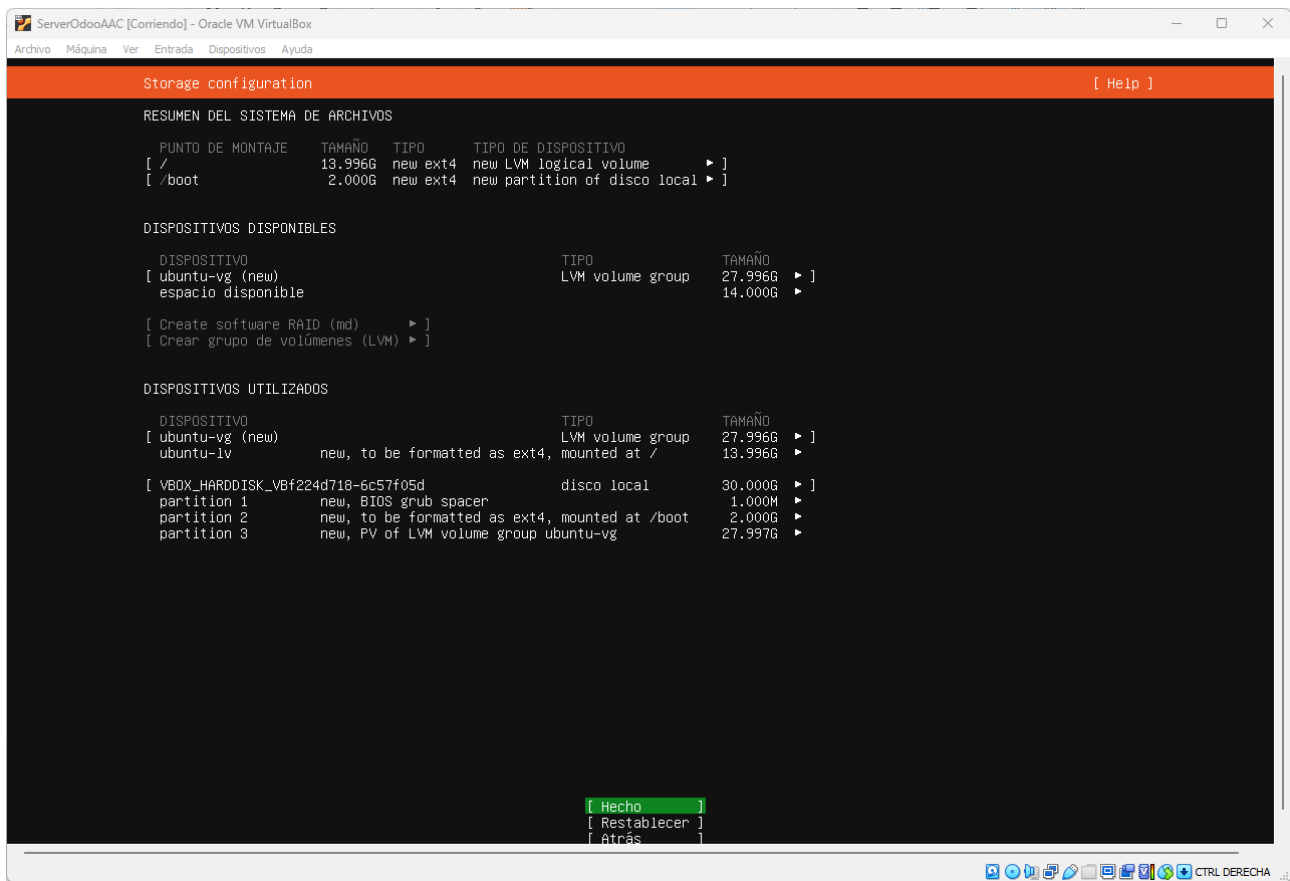 ServerOdooAAC [Corriendo] - Oracle VM VirtualBox
Archivo Máquina Ver Entrada Dispositivos Ayuda
Storage configuration [ Help ]
RESUMEN DEL SISTEMA DE ARCHIVOS
PUNTO DE MONTAJE TAMAÑO TIPO TIPO DE DISPOSITIVO
[ / 13.996G new ext4 new LVM logical volume ▸ ]
[ /boot 2.000G new ext4 new partition of disco local ▸ ]
DISPOSITIVOS DISPONIBLES
DISPOSITIVO TIPO TAMAÑO
[ ubuntu-vg (new) LVM volume group 27.996G ▸ ]
espacio disponible 14.000G ▸
[ Create software RAID (md) ▸ ]
[ Crear grupo de volúmenes (LVM) ▸ ]
DISPOSITIVOS UTILIZADOS
DISPOSITIVO TIPO TAMAÑO
[ ubuntu-vg (new) LVM volume group 27.996G ▸ ]
ubuntu-lv new, to be formatted as ext4, mounted at / 13.996G ▸
[ VBOX_HARDDISK_VBf224d718-6c57f05d disco local 30.000G ▸ ]
partition 1 new, BIOS grub spacer 1.000M ▸
partition 2 new, to be formatted as ext4, mounted at /boot 2.000G ▸
partition 3 new, PV of LVM volume group ubuntu-vg 27.997G ▸
[ Hecho ]
[ Restablecer ]
[ Atrás ]
CTRL DERECHA